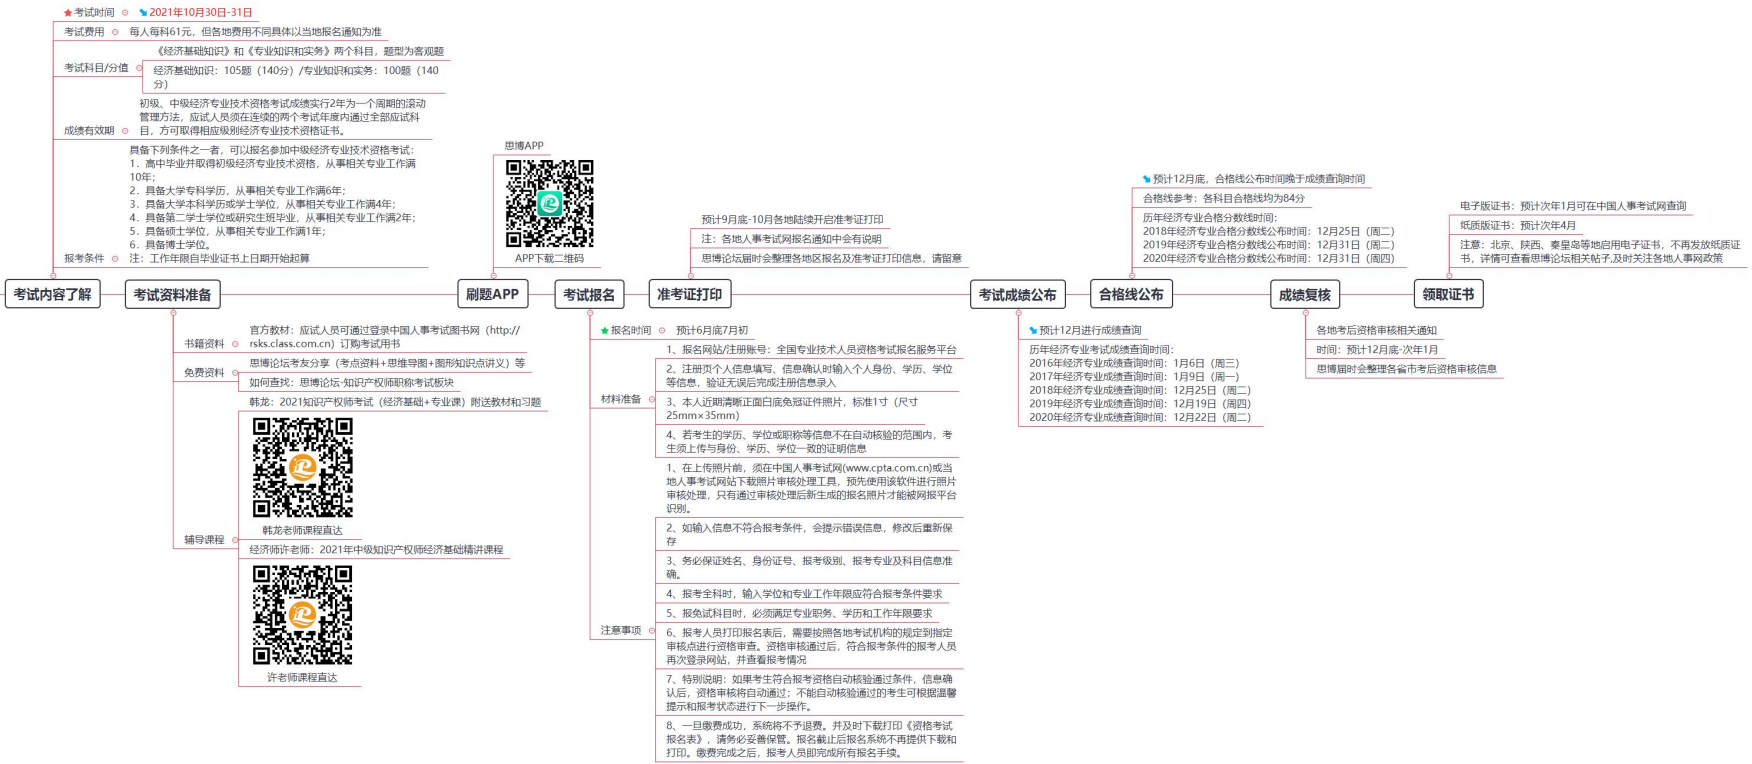 考试时间
2021年10月30日-31日
考试费用
每人每科61元，但各地费用不同具体以当地报名通知为准
考试科目/分值
《经济基础知识》和《专业知识和实务》两个科目，题型为客观题
经济基础知识：105题（140分）/专业知识和实务：100题（140
分）
成绩有效期
初级、中级经济专业技术资格考试成绩实行2年为一个周期的滚动
管理方法，应试人员须在连续的两个考试年度内通过全部应试科
目，方可取得相应级别经济专业技术资格证书。
报考条件
具备下列条件之一者，可以报名参加中级经济专业技术资格考试：
1．高中毕业并取得初级经济专业技术资格，从事相关专业工作满
10年；
2．具备大学专科学历，从事相关专业工作满6年；
3．具备大学本科学历或学士学位，从事相关专业工作满4年；
4．具备第二学士学位或研究生班毕业，从事相关专业工作满2年；
5．具备硕士学位，从事相关专业工作满1年；
6．具备博士学位。
注：工作年限自毕业证书上日期开始起算
考试内容了解
考试资料准备
书籍资料
官方教材：应试人员可通过登录中国人事考试图书网（http://
rsks.class.com.cn）订购考试用书
免费资料
思博论坛考友分享（考点资料+思维导图+图形知识点讲义）等
如何查找：思博论坛-知识产权师职称考试板块
辅导课程
韩龙：2021知识产权师考试（经济基础+专业课）附送教材和习题
韩龙老师课程直达
经济师许老师：2021年中级知识产权师经济基础精讲课程
许老师课程直达
刷题APP
思博APP
APP下载二维码
考试报名
报名时间
预计6月底7月初
材料准备
1、报名网站/注册账号：全国专业技术人员资格考试报名服务平台
2、注册页个人信息填写、信息确认时输入个人身份、学历、学位
等信息，验证无误后完成注册信息录入
3、本人近期清晰正面白底免冠证件照片，标准1寸（尺寸
25mm×35mm）
4、若考生的学历、学位或职称等信息不在自动核验的范围内，考
生须上传与身份、学历、学位一致的证明信息
注意事项
1、在上传照片前，须在中国人事考试网(www.cpta.com.cn)或当
地人事考试网站下载照片审核处理工具，预先使用该软件进行照片
审核处理，只有通过审核处理后新生成的报名照片才能被网报平台
识别。
2、如输入信息不符合报考条件，会提示错误信息，修改后重新保
存
3、务必保证姓名、身份证号、报考级别、报考专业及科目信息准
确。
4、报考全科时，输入学位和专业工作年限应符合报考条件要求
5、报免试科目时，必须满足专业职务、学历和工作年限要求
6、报考人员打印报名表后，需要按照各地考试机构的规定到指定
审核点进行资格审查。资格审核通过后，符合报考条件的报考人员
再次登录网站，并查看报考情况
7、特别说明：如果考生符合报考资格自动核验通过条件，信息确
认后，资格审核将自动通过；不能自动核验通过的考生可根据温馨
提示和报考状态进行下一步操作。
8、一旦缴费成功，系统将不予退费。并及时下载打印《资格考试
报名表》，请务必妥善保管。报名截止后报名系统不再提供下载和
打印。缴费完成之后，报考人员即完成所有报名手续。
准考证打印
预计9月底-10月各地陆续开启准考证打印
注：各地人事考试网报名通知中会有说明
思博论坛届时会整理各地区报名及准考证打印信息，请留意
考试成绩公布
预计12月进行成绩查询
历年经济专业考试成绩查询时间：
2016年经济专业成绩查询时间：1月6日（周三）
2017年经济专业成绩查询时间：1月9日（周一）
2018年经济专业成绩查询时间：12月25日（周二）
2019年经济专业成绩查询时间：12月19日（周四）
2020年经济专业成绩查询时间：12月22日（周二）
合格线公布
预计12月底，合格线公布时间晚于成绩查询时间
合格线参考：各科目合格线均为84分
历年经济专业合格分数线时间：
2018年经济专业合格分数线公布时间：12月25日（周二）
2019年经济专业合格分数线公布时间：12月31日（周二）
2020年经济专业合格分数线公布时间：12月31日（周四）
成绩复核
各地考后资格审核相关通知
时间：预计12月底-次年1月
思博届时会整理各省市考后资格审核信息
领取证书
电子版证书：预计次年1月可在中国人事考试网查询
纸质版证书：预计次年4月
注意：北京、陕西、秦皇岛等地启用电子证书，不再发放纸质证
书，详情可查看思博论坛相关帖子,及时关注各地人事网政策